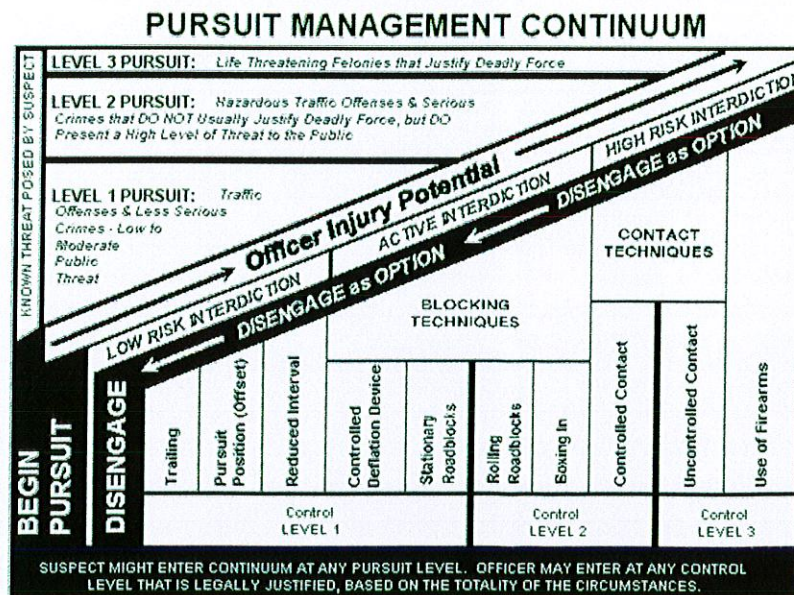 PURSUIT MANAGEMENT CONTINUUM
KNOWN THREAT POSED BY SUSPECT
LEVEL 3 PURSUIT: Life Threatening Felonies that Justify Deadly Force
LEVEL 2 PURSUIT: Hazardous Traffic Offenses & Serious
Crimes that DO NOT Usually Justify Deadly Force, but DO
Present a High Level of Threat to the Public
LEVEL 1 PURSUIT: Traffic
Offenses & Less Serious
Crimes - Low to
Moderate
Public
Threat
Officer Injury Potential
LOW RISK INTERDICTION
ACTIVE INTERDICTION
HIGH RISK INTERDICTION
DISENGAGE as OPTION
DISENGAGE as OPTION
BLOCKING
TECHNIQUES
CONTACT
TECHNIQUES
BEGIN
PURSUIT
DISENGAGE
Trailing
Pursuit
Position (Offset)
Reduced Interval
Controlled
Deflation Device
Stationary
Roadblocks
Rolling
Roadblocks
Boxing In
Controlled Contact
Uncontrolled Contact
Use of Firearms
Control
LEVEL 1
Control
LEVEL 2
Control
LEVEL 3
SUSPECT MIGHT ENTER CONTINUUM AT ANY PURSUIT LEVEL. OFFICER MAY ENTER AT ANY CONTROL
LEVEL THAT IS LEGALLY JUSTIFIED, BASED ON THE TOTALITY OF THE CIRCUMSTANCES.